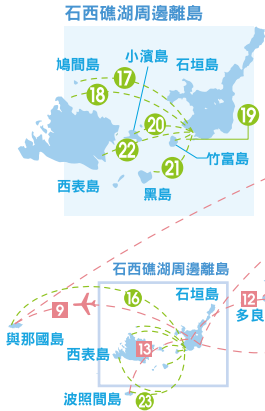 石西礁湖周邊離島
小濱島
鳩間島
石垣島
17
18
19
20
22
竹富島
21
西表島
黑島
石西礁湖周邊離島
16
石垣島
12
9
多良
與那國島
西表島
13
波照間島
23